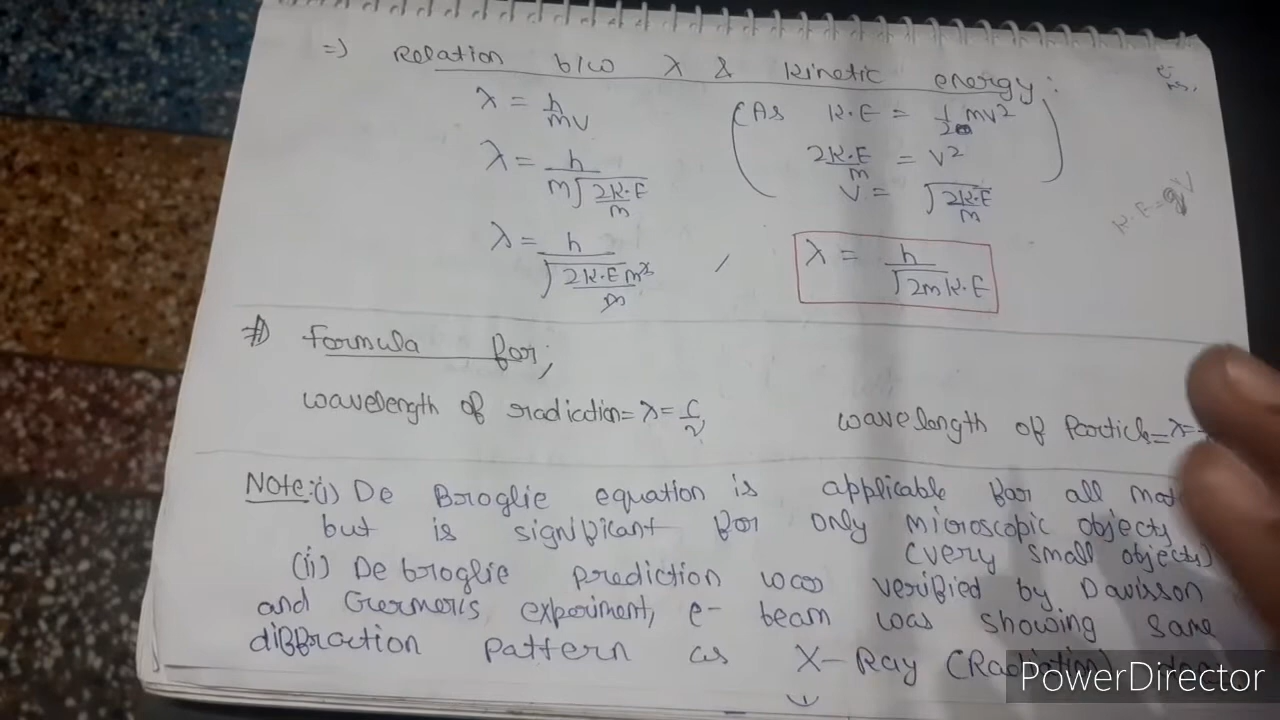 =) Relation b/w λ & Kinetic energy:
λ = h/mv (As K.E = 1/2 mv²
λ = h/m√(2K.E/m) 2K.E/m = v²
v = √(2K.E/m))
λ = h/√(2K.E m²/m) , λ = h/√2mK.E
K.E = qV
# Formula for,
wavelength of radiation = λ = c/ν wavelength of Particle = λ =
Note:(i) De Broglie equation is applicable for all
but is significant for only microscopic objects
(very small objects)
(ii) De broglie prediction was verified by Davisson
and Germer's experiment, e- beam was showing same
diffraction pattern as X-Ray (Radiation)
PowerDirector